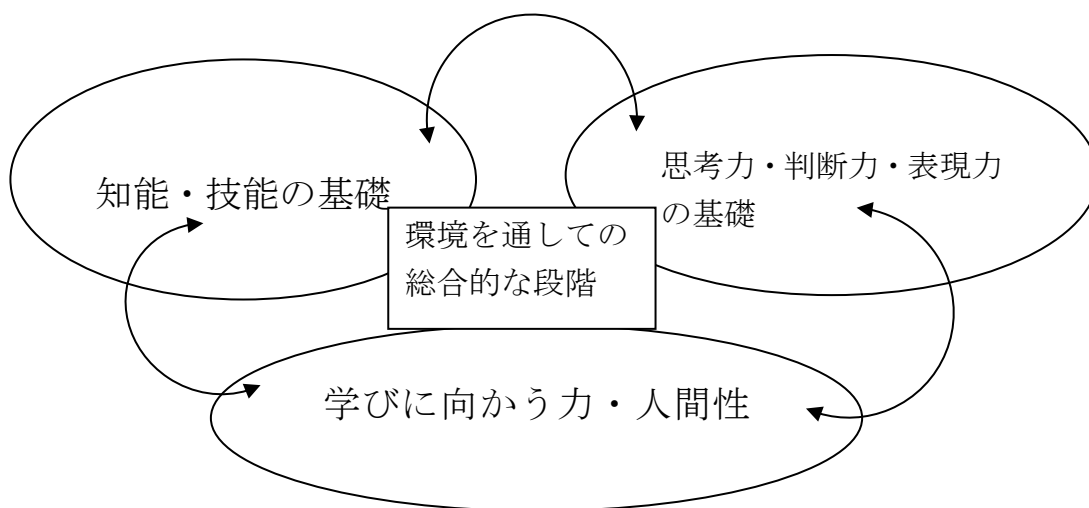 知能・技能の基礎
思考力・判断力・表現力
の基礎
環境を通しての
総合的な段階
学びに向かう力・人間性